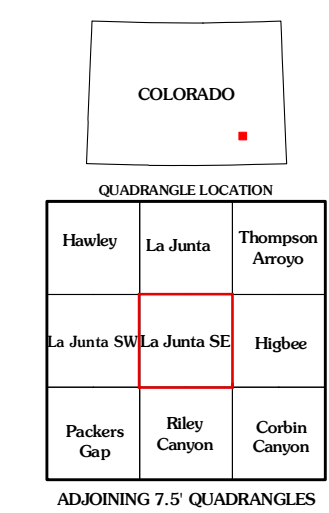 COLORADO
QUADRANGLE LOCATION
Hawley
La Junta
Thompson
Arroyo
La Junta SW
La Junta SE
Higbee
Packers
Gap
Riley
Canyon
Corbin
Canyon
ADJOINING 7.5' QUADRANGLES